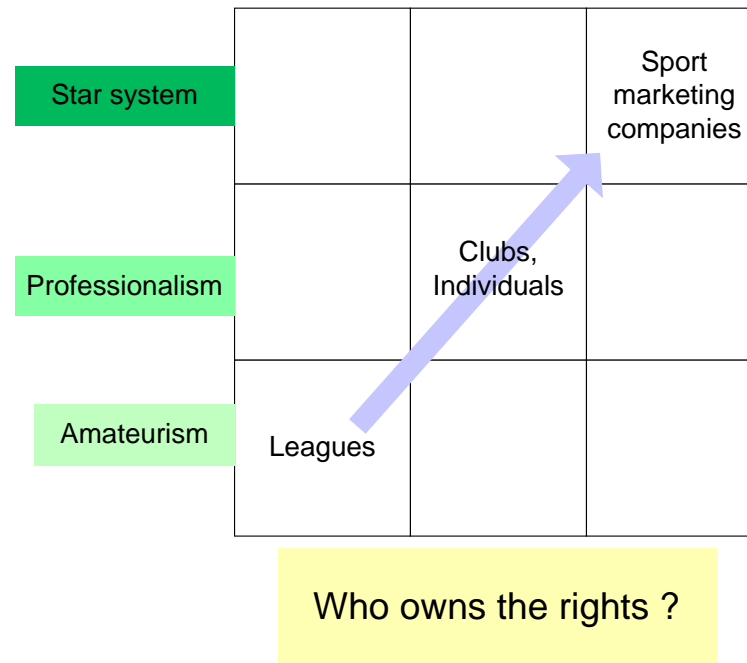 Star system
Sport
marketing
companies
Professionalism
Clubs,
Individuals
Amateurism
Leagues
Who owns the rights ?